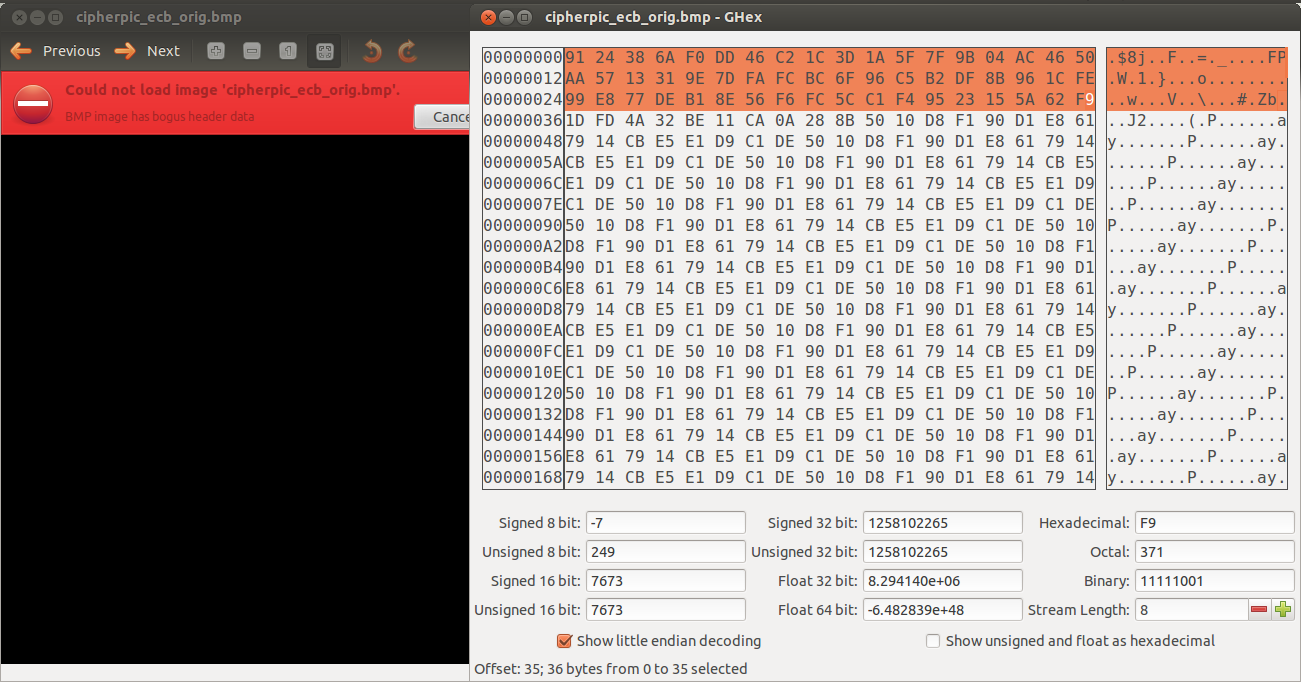 cipherpic_ecb_orig.bmp
Previous Next
Could not load image 'cipherpic_ecb_orig.bmp'.
BMP image has bogus header data
Cance
cipherpic_ecb_orig.bmp - GHex
00000000 91 24 38 6A F0 DD 46 C2 1C 3D 1A 5F 7F 9B 04 AC 46 50 .$8j..F..=._....FP
00000012 AA 57 13 31 9E 7D FA FC BC 6F 96 C5 B2 DF 8B 96 1C FE .W.1.}...o........
00000024 99 E8 77 DE B1 8E 56 F6 FC 5C C1 F4 95 23 15 5A 62 F9 ..w...V..\...#.Zb.
00000036 1D FD 4A 32 BE 11 CA 0A 28 8B 50 10 D8 F1 90 D1 E8 61 ..J2....(.P......a
00000048 79 14 CB E5 E1 D9 C1 DE 50 10 D8 F1 90 D1 E8 61 79 14 y.......P......ay.
0000005A CB E5 E1 D9 C1 DE 50 10 D8 F1 90 D1 E8 61 79 14 CB E5 ......P......ay...
0000006C E1 D9 C1 DE 50 10 D8 F1 90 D1 E8 61 79 14 CB E5 E1 D9 ....P......ay.....
0000007E C1 DE 50 10 D8 F1 90 D1 E8 61 79 14 CB E5 E1 D9 C1 DE ..P......ay.......
00000090 50 10 D8 F1 90 D1 E8 61 79 14 CB E5 E1 D9 C1 DE 50 10 P......ay.......P.
000000A2 D8 F1 90 D1 E8 61 79 14 CB E5 E1 D9 C1 DE 50 10 D8 F1 .....ay.......P...
000000B4 90 D1 E8 61 79 14 CB E5 E1 D9 C1 DE 50 10 D8 F1 90 D1 ...ay.......P.....
000000C6 E8 61 79 14 CB E5 E1 D9 C1 DE 50 10 D8 F1 90 D1 E8 61 .ay.......P......a
000000D8 79 14 CB E5 E1 D9 C1 DE 50 10 D8 F1 90 D1 E8 61 79 14 y.......P......ay.
000000EA CB E5 E1 D9 C1 DE 50 10 D8 F1 90 D1 E8 61 79 14 CB E5 ......P......ay...
000000FC E1 D9 C1 DE 50 10 D8 F1 90 D1 E8 61 79 14 CB E5 E1 D9 ....P......ay.....
0000010E C1 DE 50 10 D8 F1 90 D1 E8 61 79 14 CB E5 E1 D9 C1 DE ..P......ay.......
00000120 50 10 D8 F1 90 D1 E8 61 79 14 CB E5 E1 D9 C1 DE 50 10 P......ay.......P.
00000132 D8 F1 90 D1 E8 61 79 14 CB E5 E1 D9 C1 DE 50 10 D8 F1 .....ay.......P...
00000144 90 D1 E8 61 79 14 CB E5 E1 D9 C1 DE 50 10 D8 F1 90 D1 ...ay.......P.....
00000156 E8 61 79 14 CB E5 E1 D9 C1 DE 50 10 D8 F1 90 D1 E8 61 .ay.......P......a
00000168 79 14 CB E5 E1 D9 C1 DE 50 10 D8 F1 90 D1 E8 61 79 14 y.......P......ay.
Signed 8 bit: -7 Signed 32 bit: 1258102265 Hexadecimal: F9
Unsigned 8 bit: 249 Unsigned 32 bit: 1258102265 Octal: 371
Signed 16 bit: 7673 Float 32 bit: 8.294140e+06 Binary: 11111001
Unsigned 16 bit: 7673 Float 64 bit: -6.482839e+48 Stream Length: 8
Show little endian decoding Show unsigned and float as hexadecimal
Offset: 35; 36 bytes from 0 to 35 selected